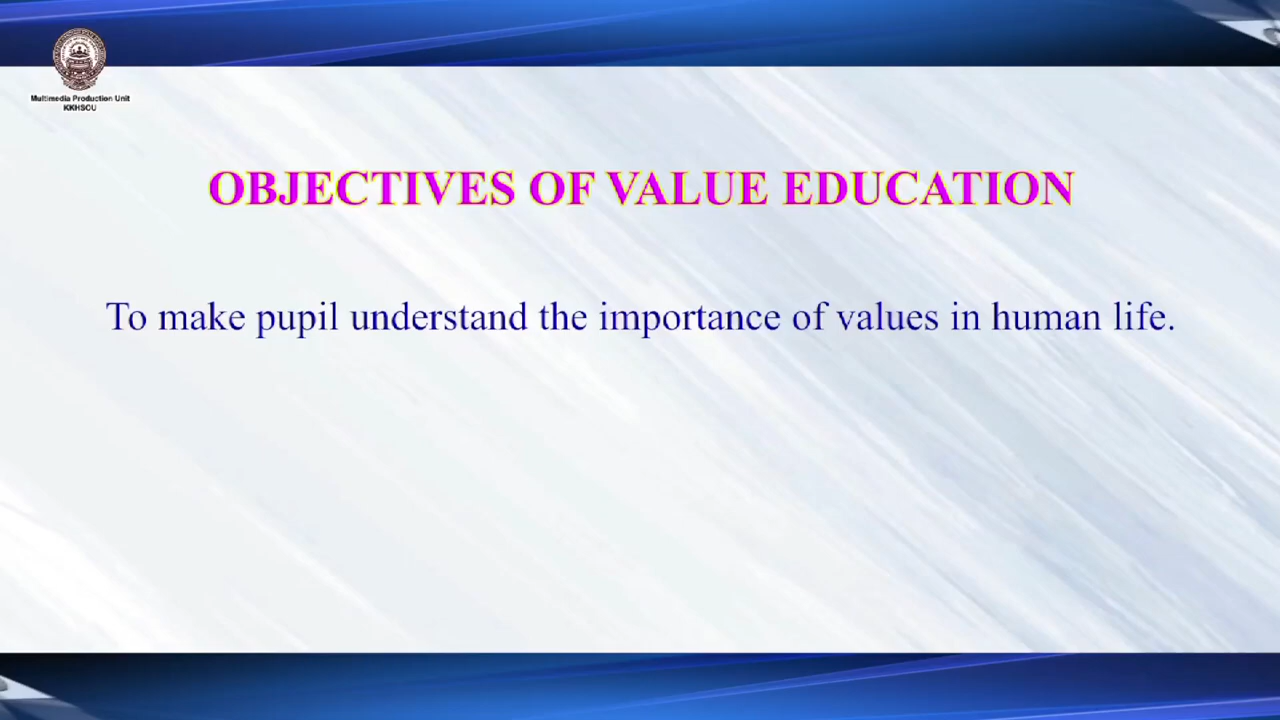 Multimedia Production Unit
KKHSOU
OBJECTIVES OF VALUE EDUCATION
To make pupil understand the importance of values in human life.